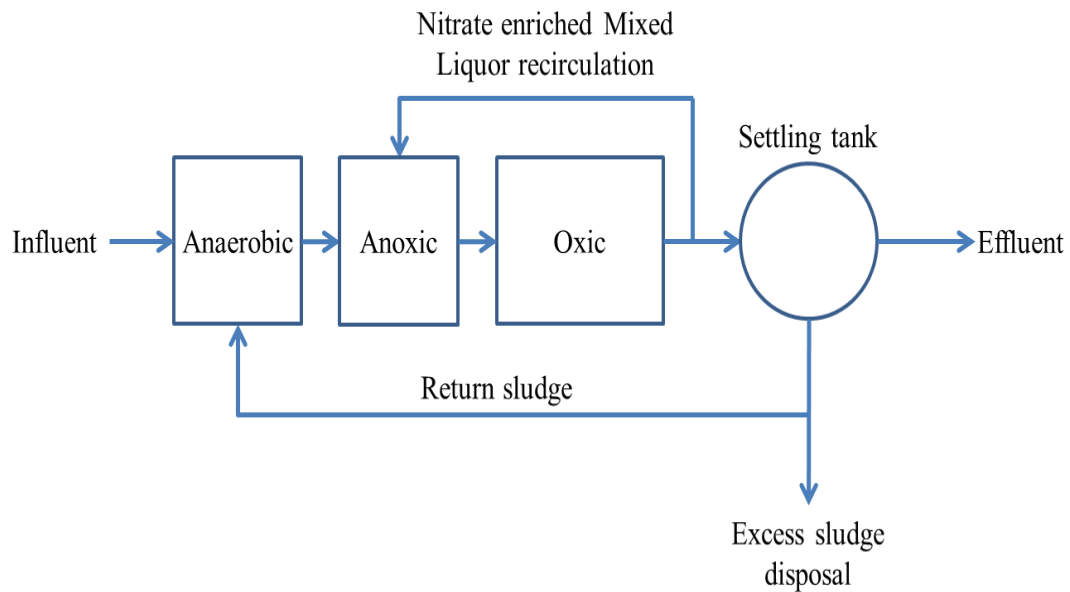 Nitrate enriched Mixed
Liquor recirculation
Settling tank
Influent
Anaerobic
Anoxic
Oxic
Effluent
Return sludge
Excess sludge
disposal